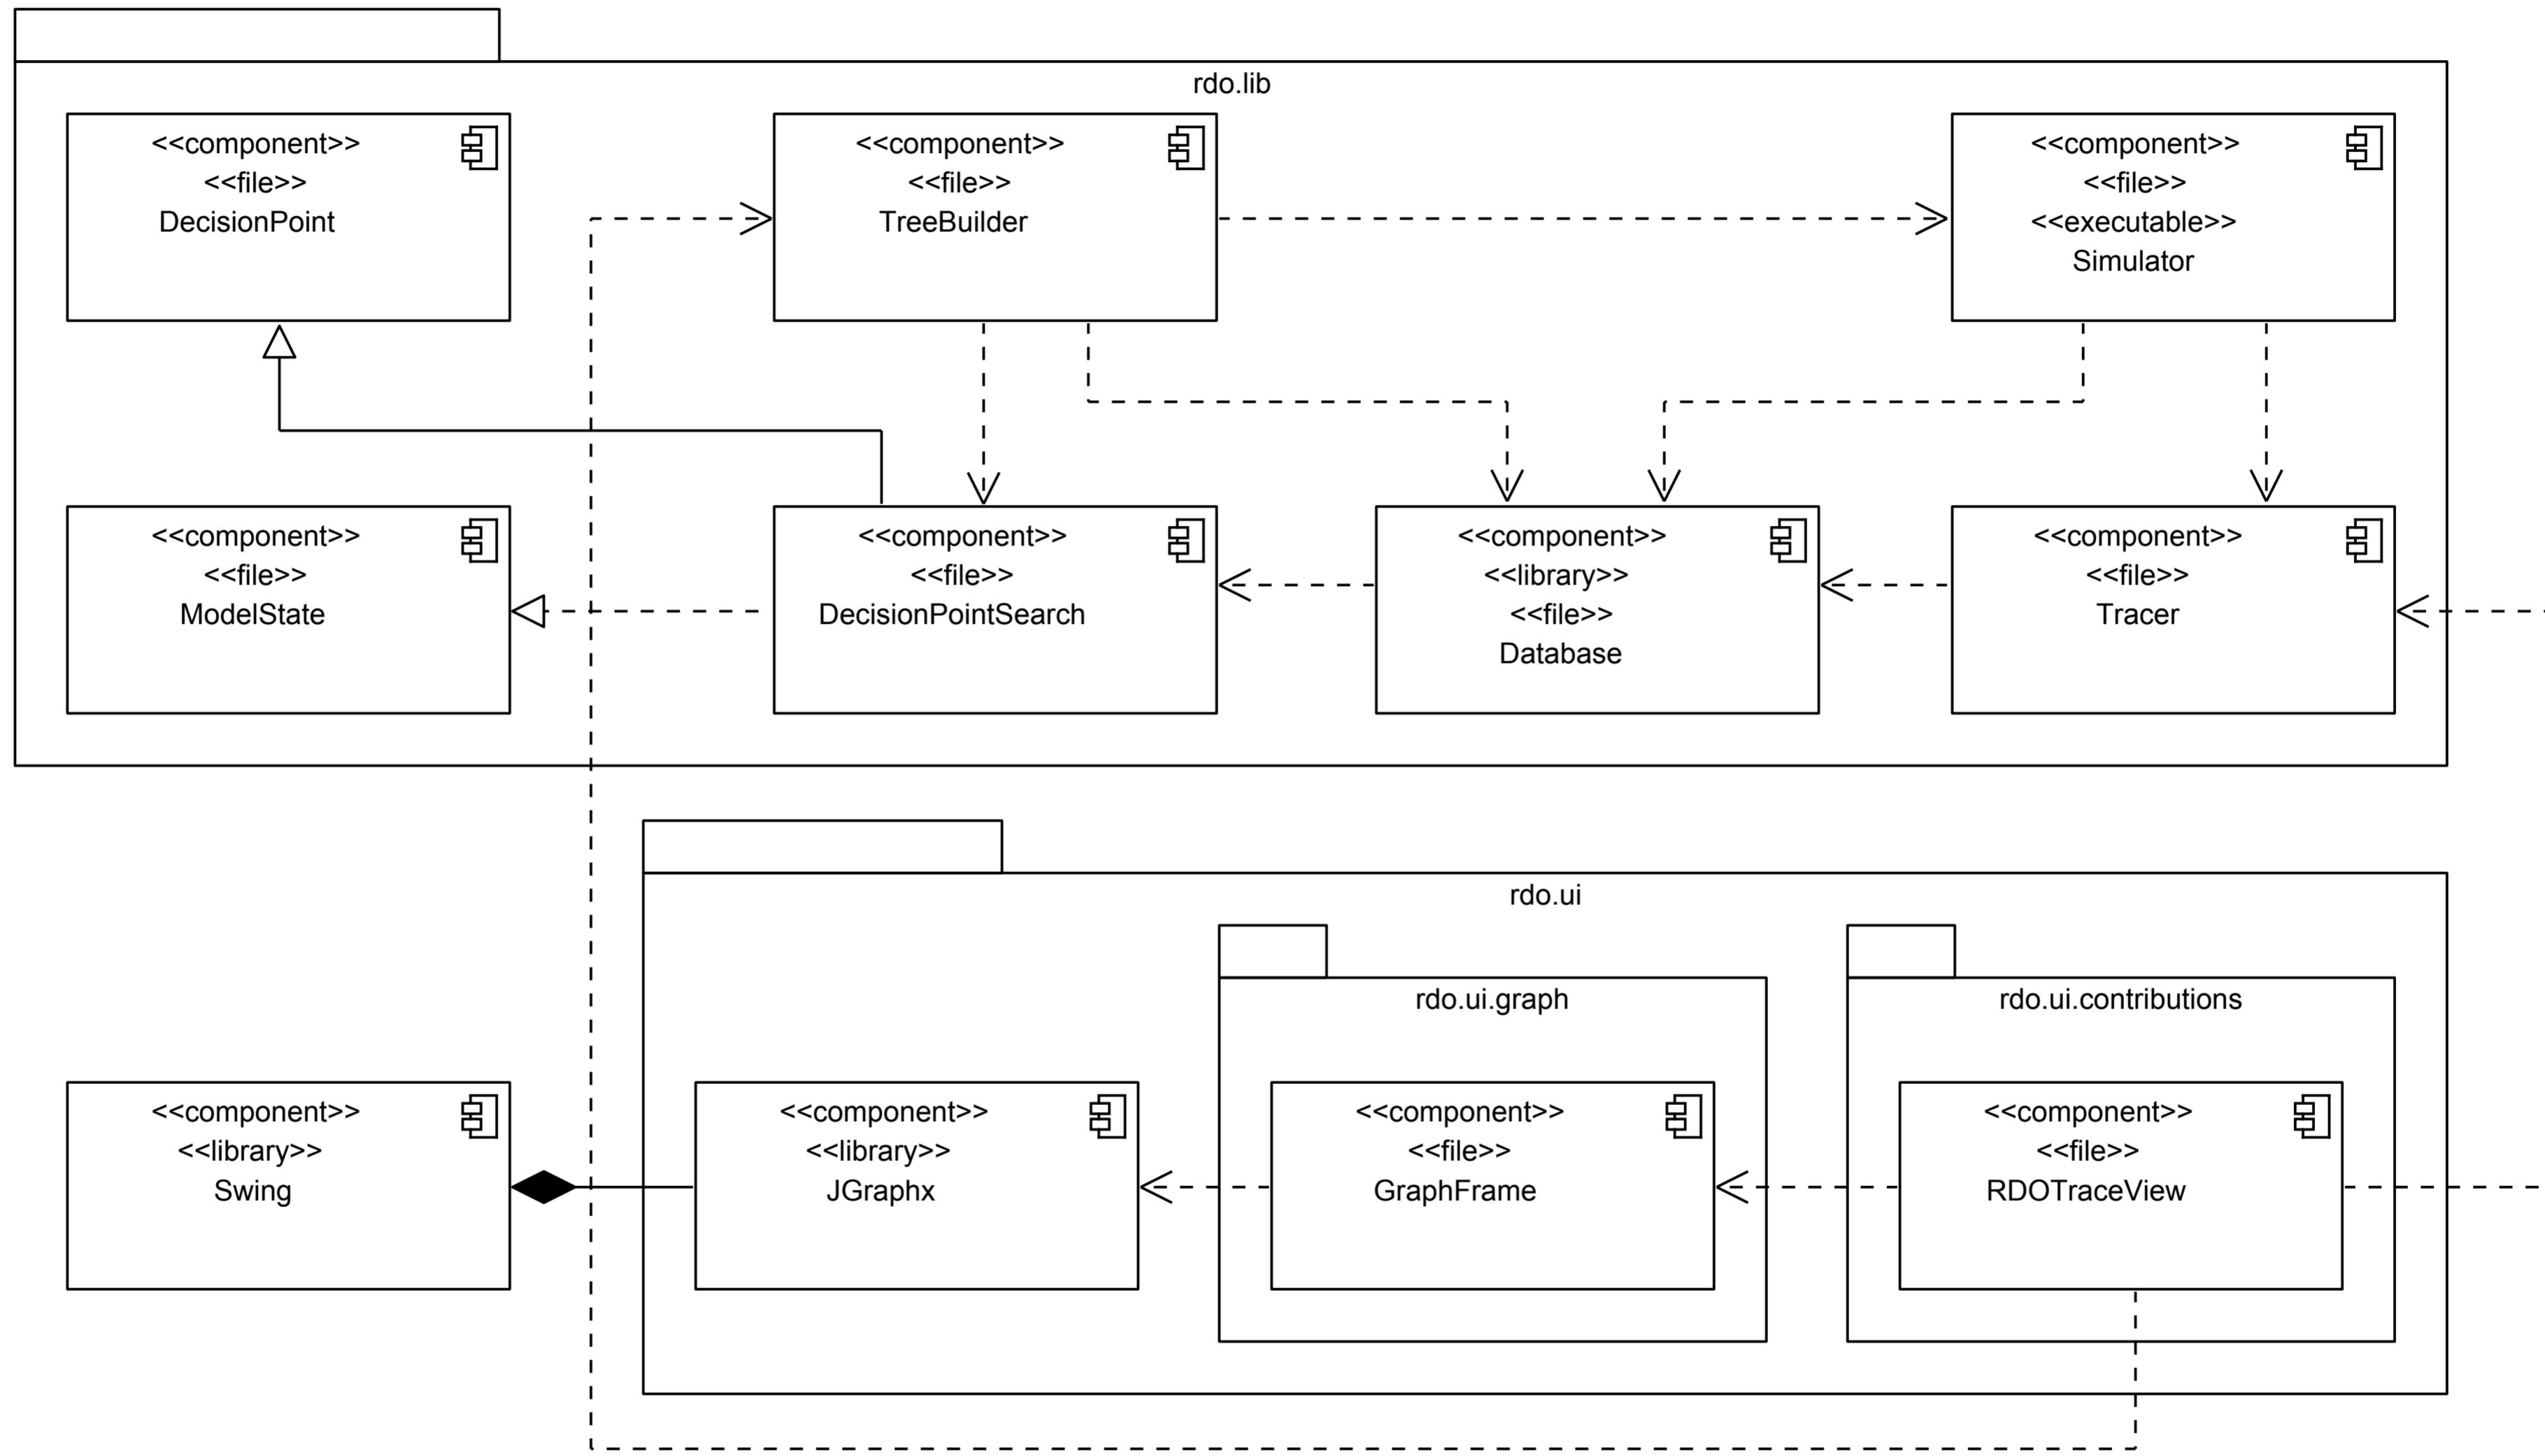 rdo.lib
<<component>>
<<file>>
DecisionPoint
<<component>>
<<file>>
TreeBuilder
<<component>>
<<file>>
<<executable>>
Simulator
<<component>>
<<file>>
ModelState
<<component>>
<<file>>
DecisionPointSearch
<<component>>
<<library>>
<<file>>
Database
<<component>>
<<file>>
Tracer
rdo.ui
rdo.ui.graph
rdo.ui.contributions
<<component>>
<<library>>
Swing
<<component>>
<<library>>
JGraphx
<<component>>
<<file>>
GraphFrame
<<component>>
<<file>>
RDOTraceView